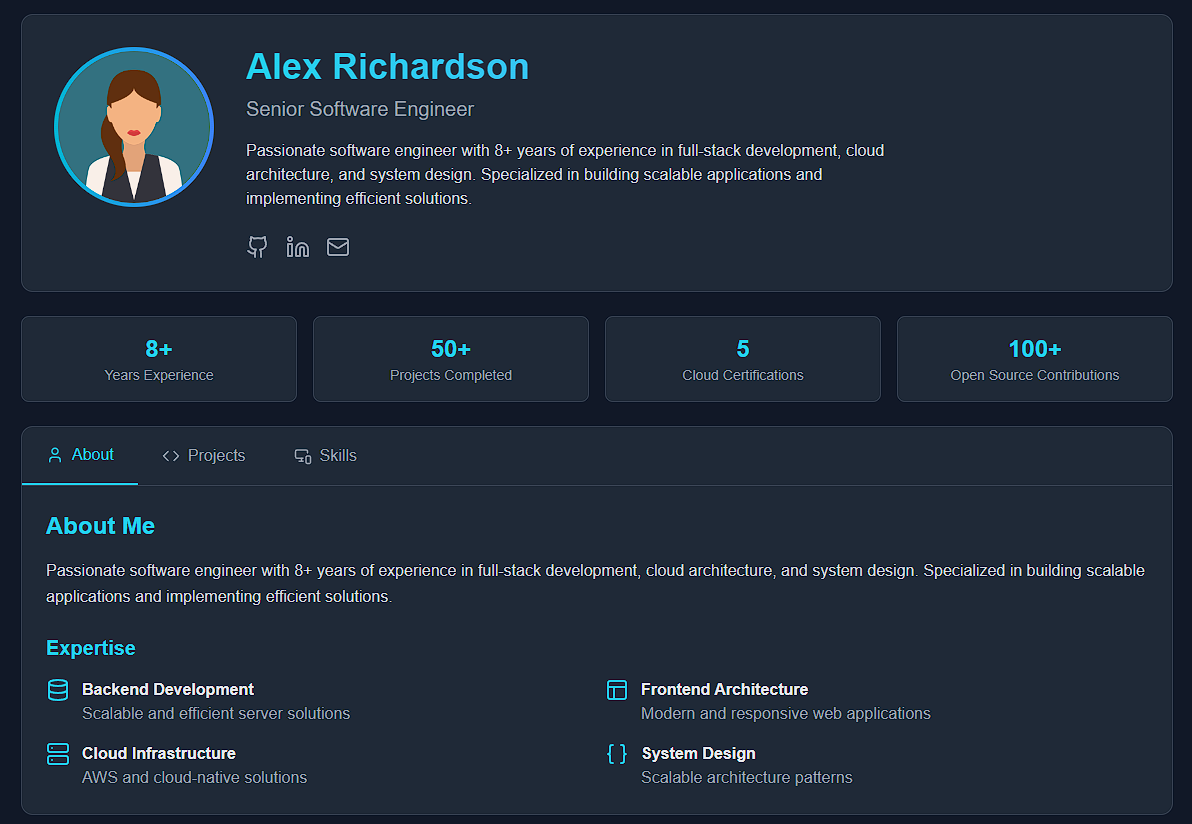 Alex Richardson
Senior Software Engineer
Passionate software engineer with 8+ years of experience in full-stack development, cloud
architecture, and system design. Specialized in building scalable applications and
implementing efficient solutions.
8+
Years Experience
50+
Projects Completed
5
Cloud Certifications
100+
Open Source Contributions
About
Projects
Skills
About Me
Passionate software engineer with 8+ years of experience in full-stack development, cloud architecture, and system design. Specialized in building scalable
applications and implementing efficient solutions.
Expertise
Backend Development
Scalable and efficient server solutions
Frontend Architecture
Modern and responsive web applications
Cloud Infrastructure
AWS and cloud-native solutions
System Design
Scalable architecture patterns